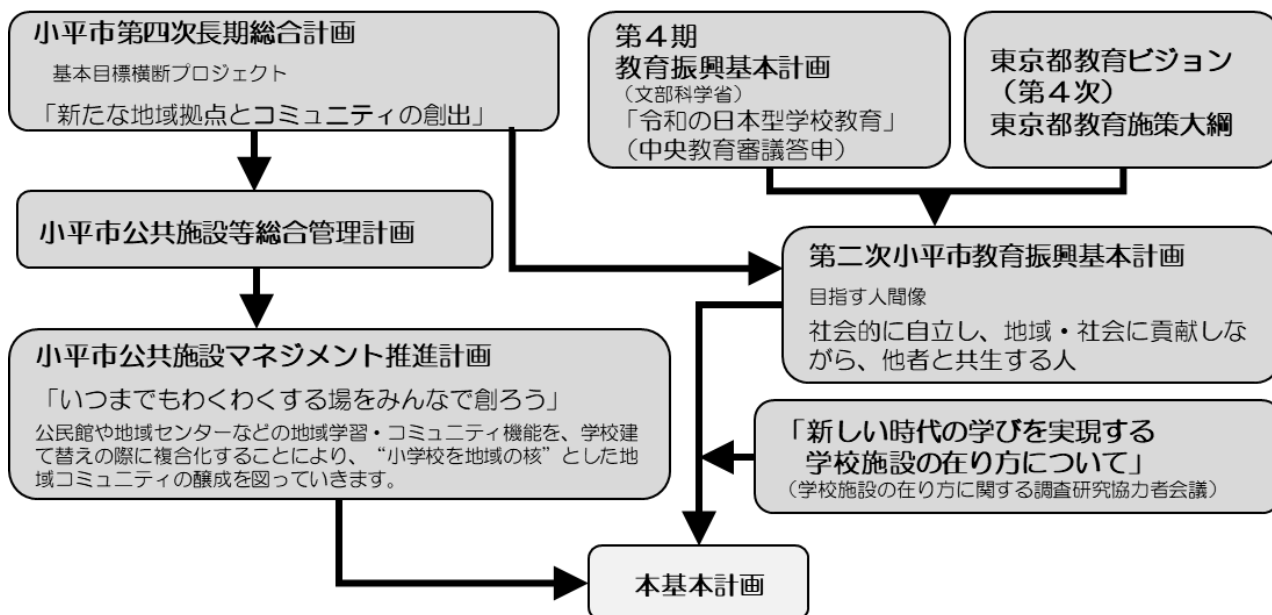 小平市第四次長期総合計画
基本目標横断プロジェクト
「新たな地域拠点とコミュニティの創出」
第4期
教育振興基本計画
（文部科学省）
「令和の日本型学校教育」
（中央教育審議答申）
東京都教育ビジョン
（第4次）
東京都教育施策大綱
小平市公共施設等総合管理計画
第二次小平市教育振興基本計画
目指す人間像
社会的に自立し、地域・社会に貢献しな
がら、他者と共生する人
小平市公共施設マネジメント推進計画
「いつまでもわくわくする場をみんなで創ろう」
公民館や地域センターなどの地域学習・コミュニティ機能を、学校建
て替えの際に複合化することにより、“小学校を地域の核”とした地
域コミュニティの醸成を図っていきます。
「新しい時代の学びを実現する
学校施設の在り方について」
（学校施設の在り方に関する調査研究協力者会議）
本基本計画